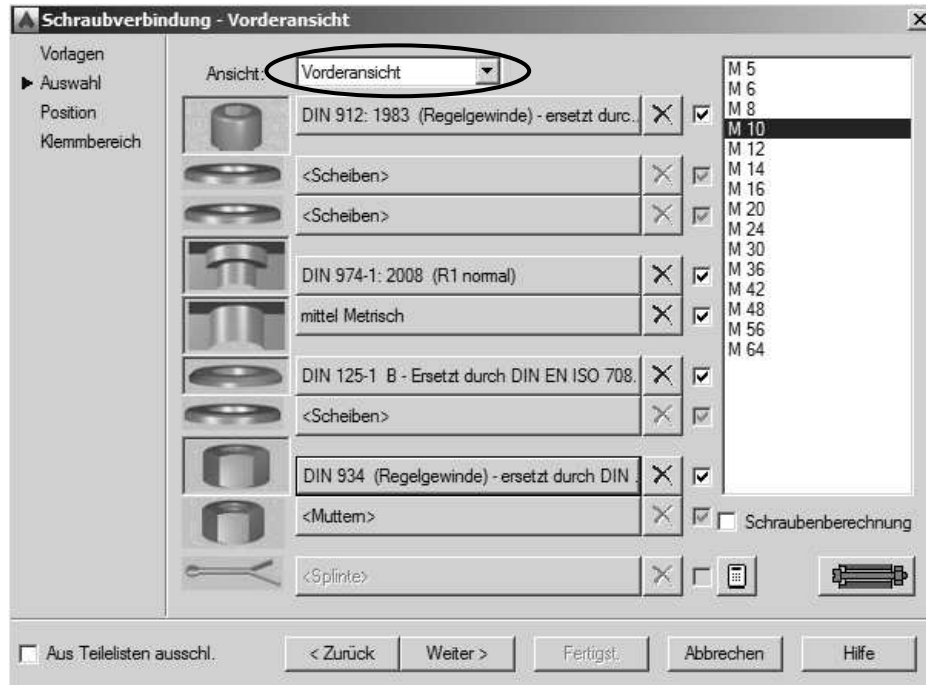 Schraubverbindung - Vorderansicht
Vorlagen
Auswahl
Position
Klemmbereich
Ansicht: Vorderansicht
DIN 912: 1983 (Regelgewinde) - ersetzt durc..
<Scheiben>
<Scheiben>
DIN 974-1: 2008 (R1 normal)
mittel Metrisch
DIN 125-1 B - Ersetzt durch DIN EN ISO 708.
<Scheiben>
DIN 934 (Regelgewinde) - ersetzt durch DIN .
<Muttern>
<Splinte>
M 5
M 6
M 8
M 10
M 12
M 14
M 16
M 20
M 24
M 30
M 36
M 42
M 48
M 56
M 64
Schraubenberechnung
Aus Teilelisten ausschl.
< Zurück
Weiter >
Fertigst.
Abbrechen
Hilfe